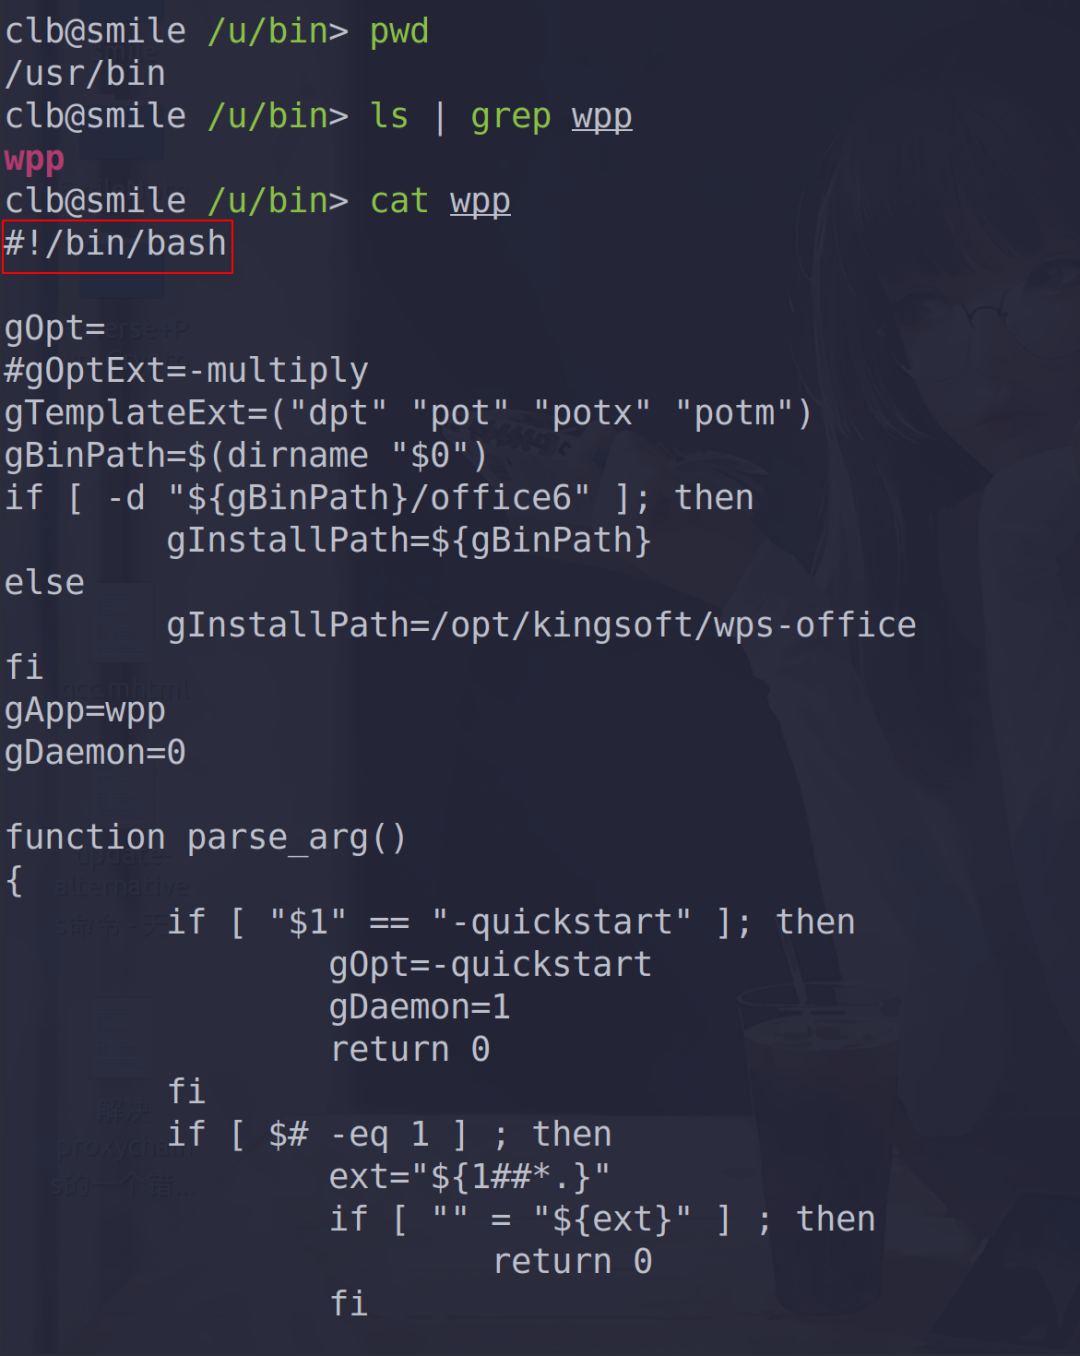 clb@smile /u/bin> pwd
/usr/bin
clb@smile /u/bin> ls | grep wpp
wpp
clb@smile /u/bin> cat wpp
#!/bin/bash

gOpt=
#gOptExt=-multiply
gTemplateExt=("dpt" "pot" "potx" "potm")
gBinPath=$(dirname "$0")
if [ -d "${gBinPath}/office6" ]; then
        gInstallPath=${gBinPath}
else
        gInstallPath=/opt/kingsoft/wps-office
fi
gApp=wpp
gDaemon=0

function parse_arg()
{
        if [ "$1" == "-quickstart" ]; then
                gOpt=-quickstart
                gDaemon=1
                return 0
        fi
        if [ $# -eq 1 ] ; then
                ext="${1##*.}"
                if [ "" = "${ext}" ] ; then
                        return 0
                fi